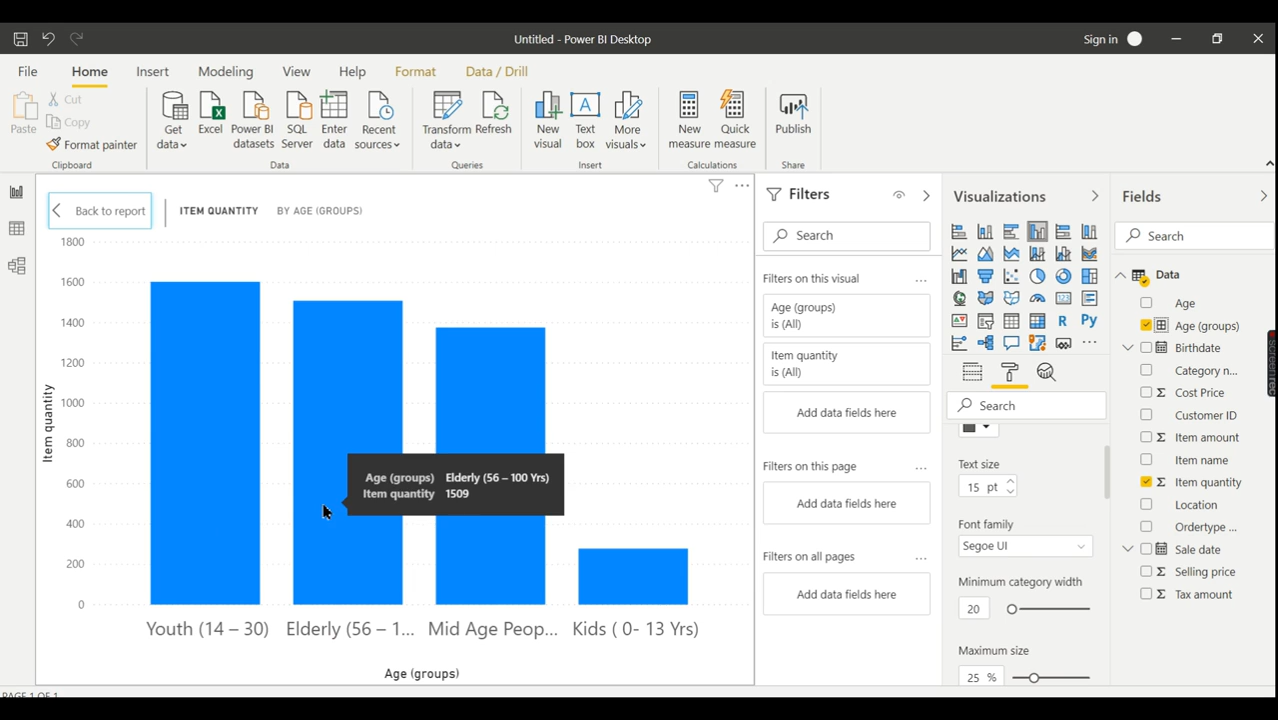 Untitled - Power BI Desktop
Sign in
File Home Insert Modeling View Help Format Data / Drill
Paste
Cut
Copy
Format painter
Clipboard
Get data
Excel
Power BI datasets
SQL Server
Enter data
Recent sources
Data
Transform data
Refresh
Queries
New visual
Text box
More visuals
Insert
New measure
Quick measure
Calculations
Publish
Share
Back to report
ITEM QUANTITY BY AGE (GROUPS)
1800
1600
1400
1200
1000
800
600
400
200
0
Item quantity
Age (groups) Elderly (56 – 100 Yrs)
Item quantity 1509
Youth (14 – 30) Elderly (56 – 1... Mid Age Peop... Kids ( 0- 13 Yrs)
Age (groups)
PAGE 1 OF 1
Filters
Search
Filters on this visual ...
Age (groups)
is (All)
Item quantity
is (All)
Add data fields here
Filters on this page ...
Add data fields here
Filters on all pages ...
Add data fields here
Visualizations
123
R Py
...
Search
Text size
15 pt
Font family
Segoe UI
Minimum category width
20
Maximum size
25 %
Fields
Search
Data
Age
Age (groups)
Birthdate
Category n...
Σ Cost Price
Customer ID
Σ Item amount
Item name
Σ Item quantity
Location
Ordertype ...
Sale date
Σ Selling price
Σ Tax amount